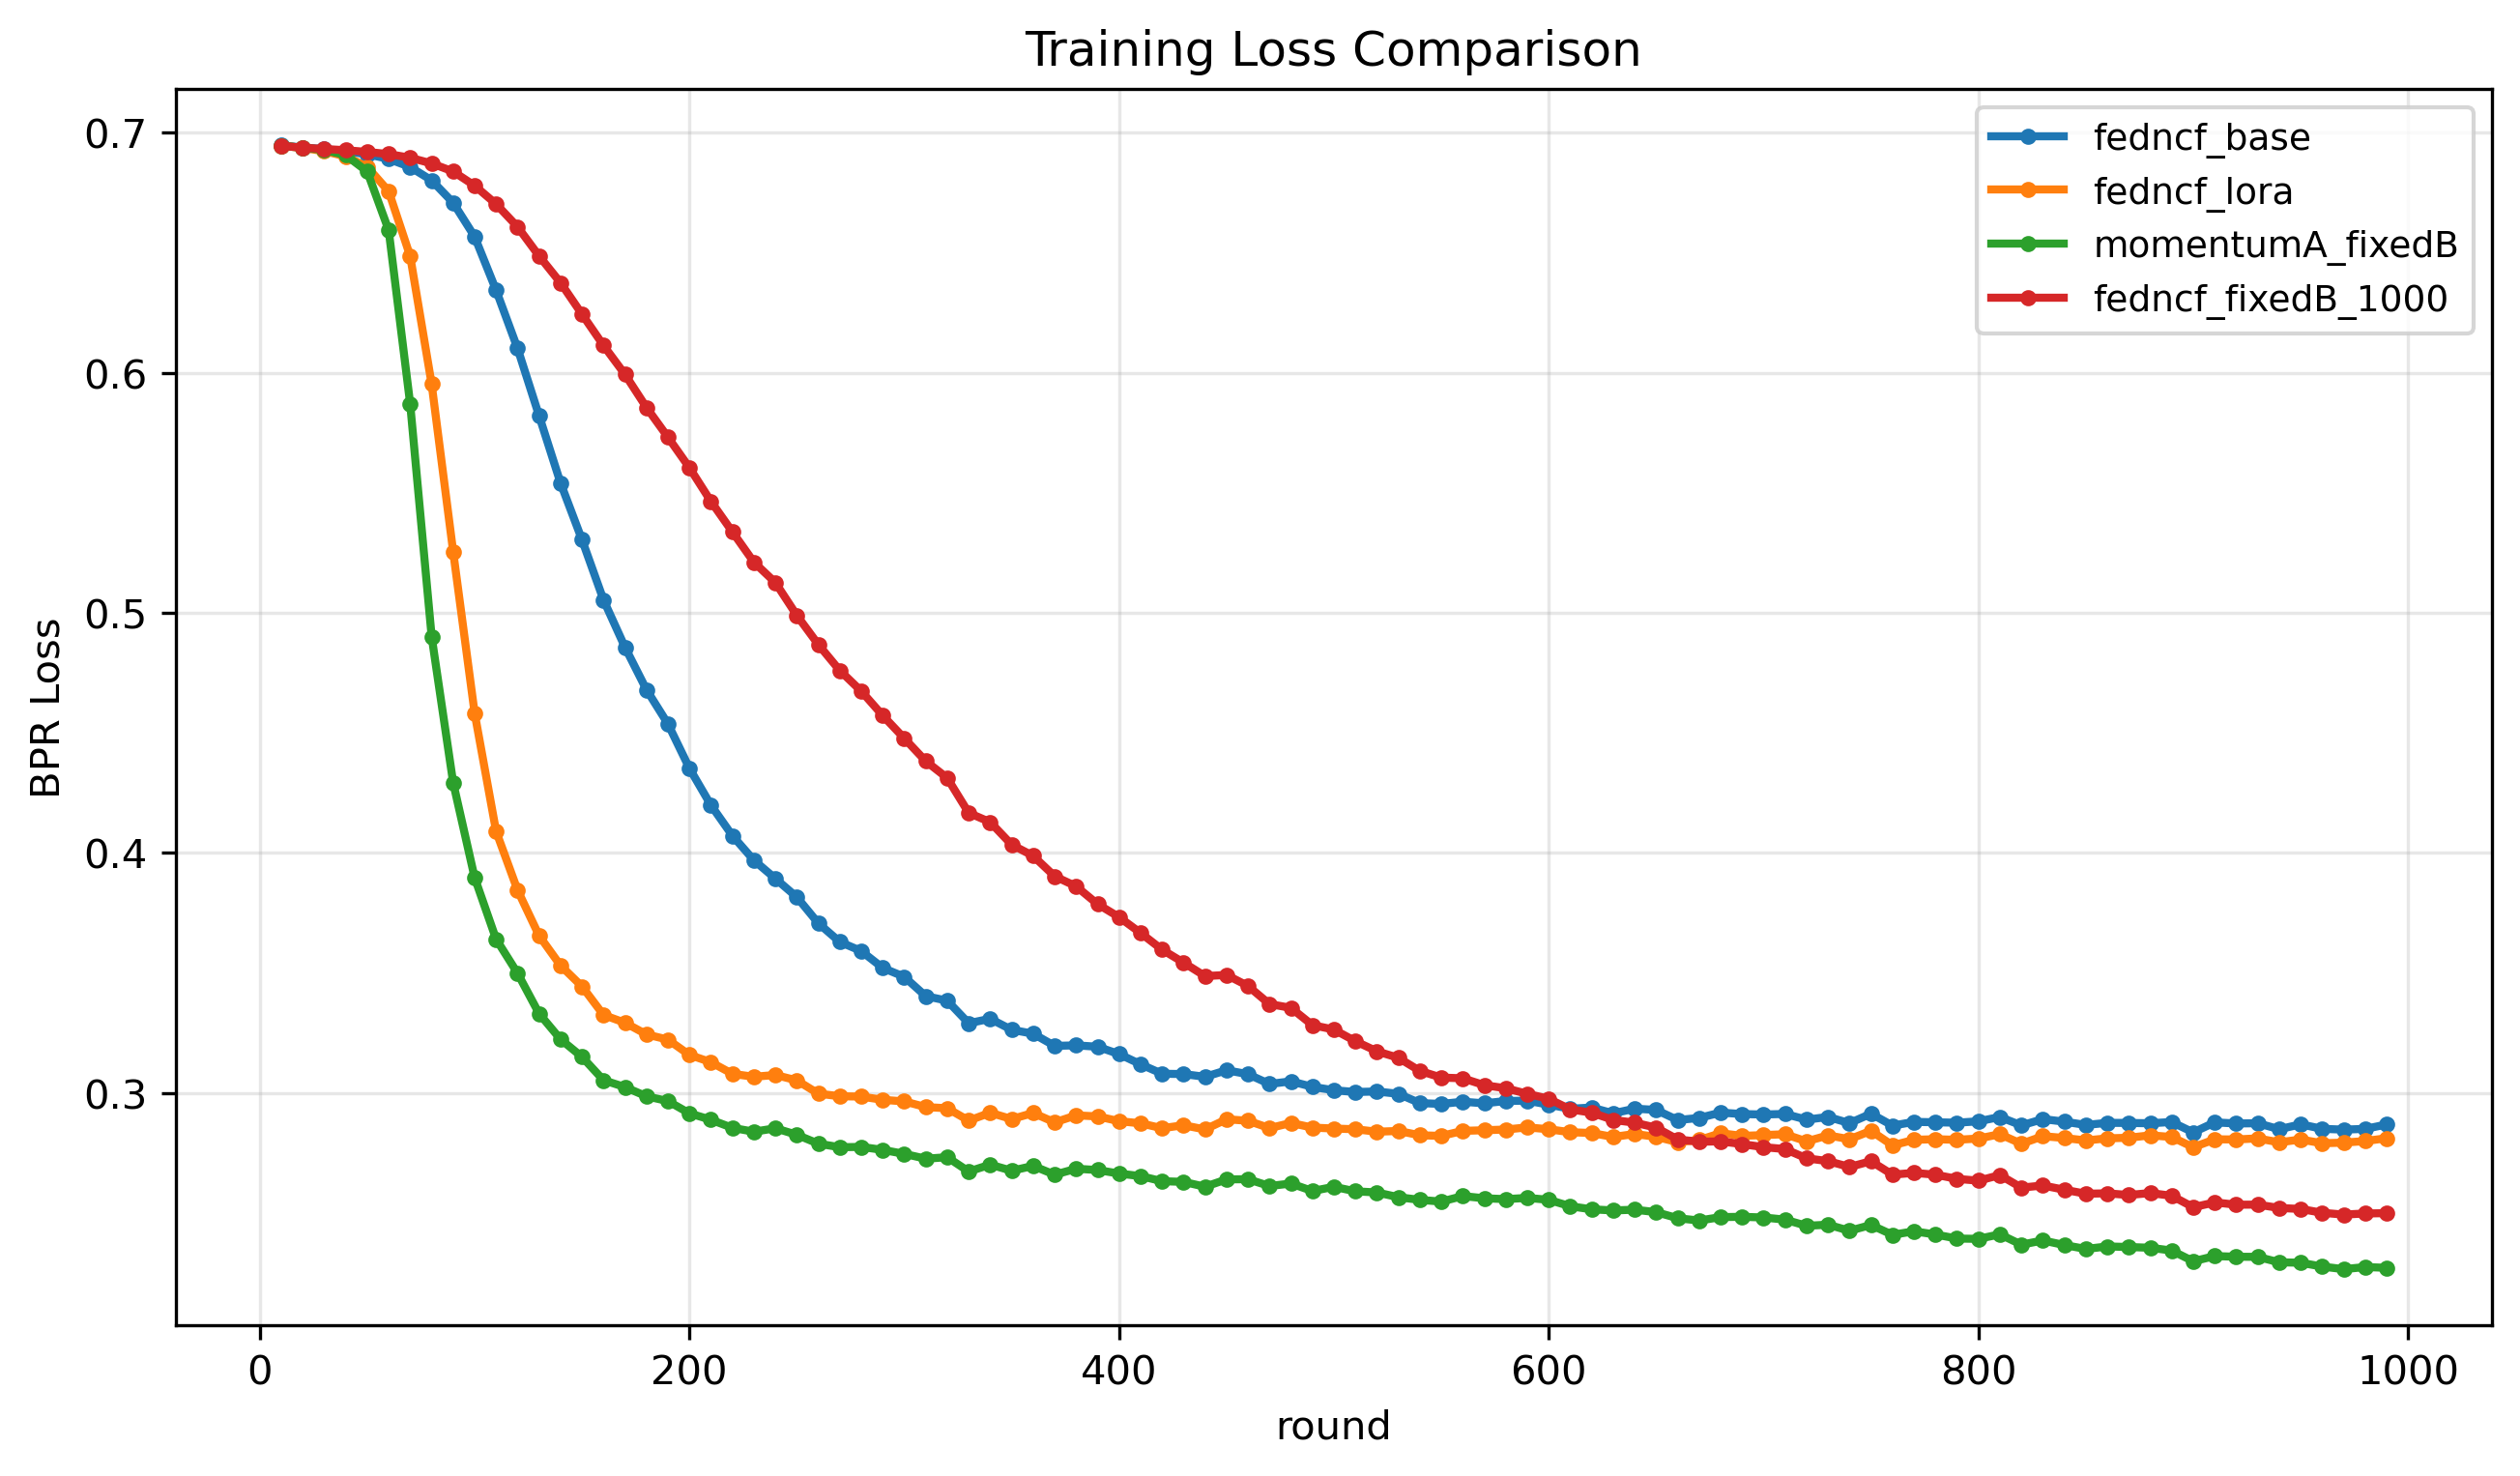 Training Loss Comparison
fedncf_base
fedncf_lora
momentumA_fixedB
fedncf_fixedB_1000
BPR Loss
0.7
0.6
0.5
0.4
0.3
0 200 400 600 800 1000
round